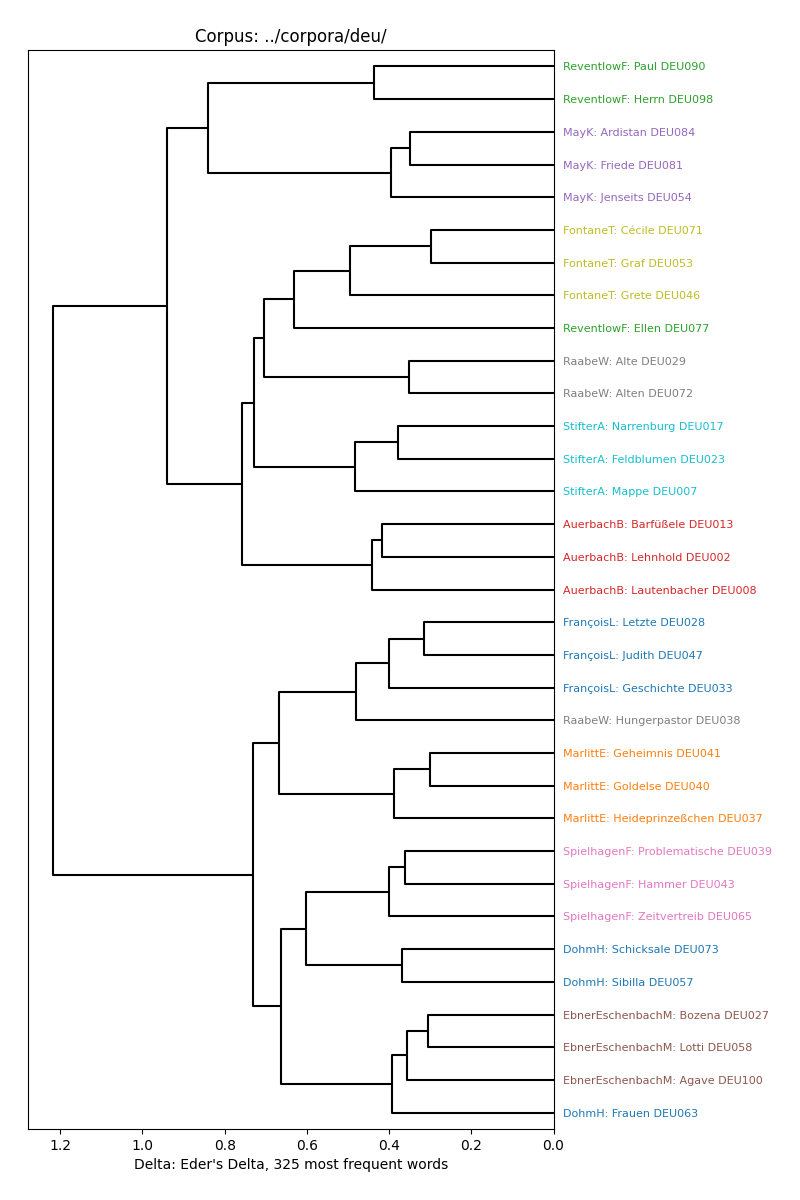 Corpus: ../corpora/deu/
ReventlowF: Paul DEU090
ReventlowF: Herrn DEU098
MayK: Ardistan DEU084
MayK: Friede DEU081
MayK: Jenseits DEU054
FontaneT: Cécile DEU071
FontaneT: Graf DEU053
FontaneT: Grete DEU046
ReventlowF: Ellen DEU077
RaabeW: Alte DEU029
RaabeW: Alten DEU072
StifterA: Narrenburg DEU017
StifterA: Feldblumen DEU023
StifterA: Mappe DEU007
AuerbachB: Barfüßele DEU013
AuerbachB: Lehnhold DEU002
AuerbachB: Lautenbacher DEU008
FrançoisL: Letzte DEU028
FrançoisL: Judith DEU047
FrançoisL: Geschichte DEU033
RaabeW: Hungerpastor DEU038
MarlittE: Geheimnis DEU041
MarlittE: Goldelse DEU040
MarlittE: Heideprinzeßchen DEU037
SpielhagenF: Problematische DEU039
SpielhagenF: Hammer DEU043
SpielhagenF: Zeitvertreib DEU065
DohmH: Schicksale DEU073
DohmH: Sibilla DEU057
EbnerEschenbachM: Bozena DEU027
EbnerEschenbachM: Lotti DEU058
EbnerEschenbachM: Agave DEU100
DohmH: Frauen DEU063
1.2 1.0 0.8 0.6 0.4 0.2 0.0
Delta: Eder's Delta, 325 most frequent words